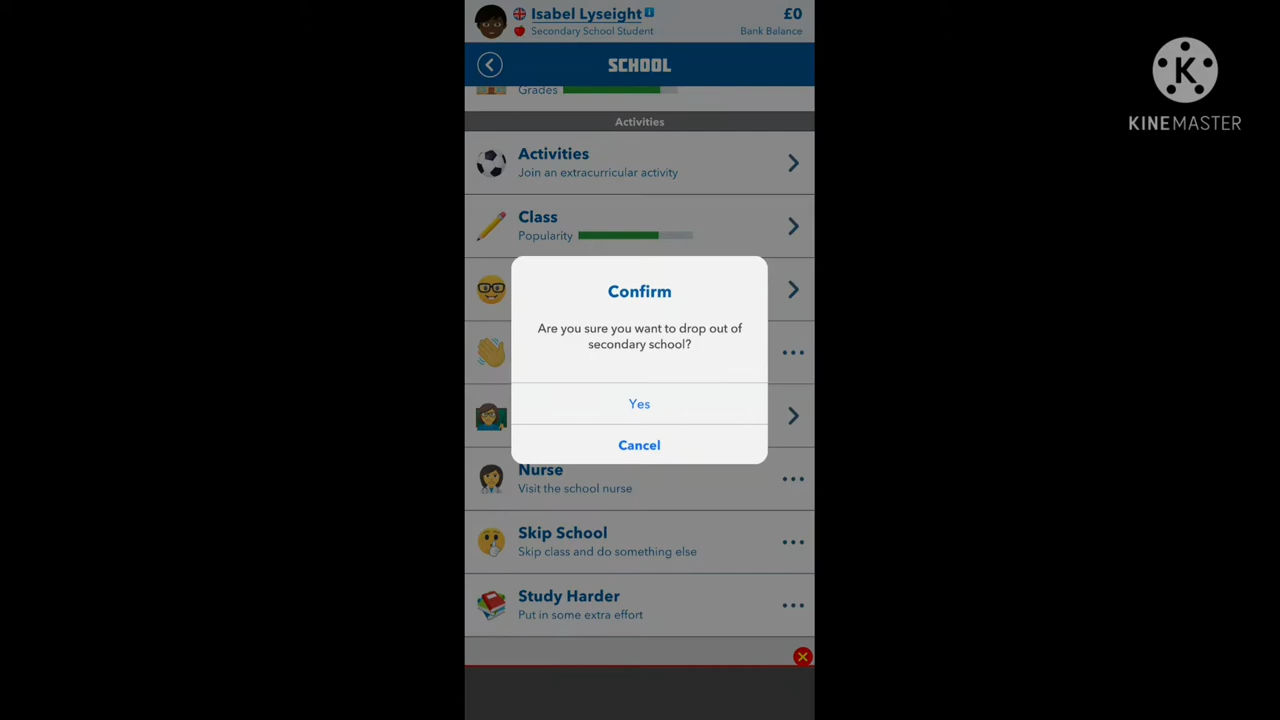 Isabel Lyseight
Secondary School Student
£0
Bank Balance
SCHOOL
Grades
Activities
Activities
Join an extracurricular activity
Class
Popularity
Confirm
Are you sure you want to drop out of
secondary school?
Yes
Cancel
Nurse
Visit the school nurse
Skip School
Skip class and do something else
Study Harder
Put in some extra effort
K
KINEMASTER